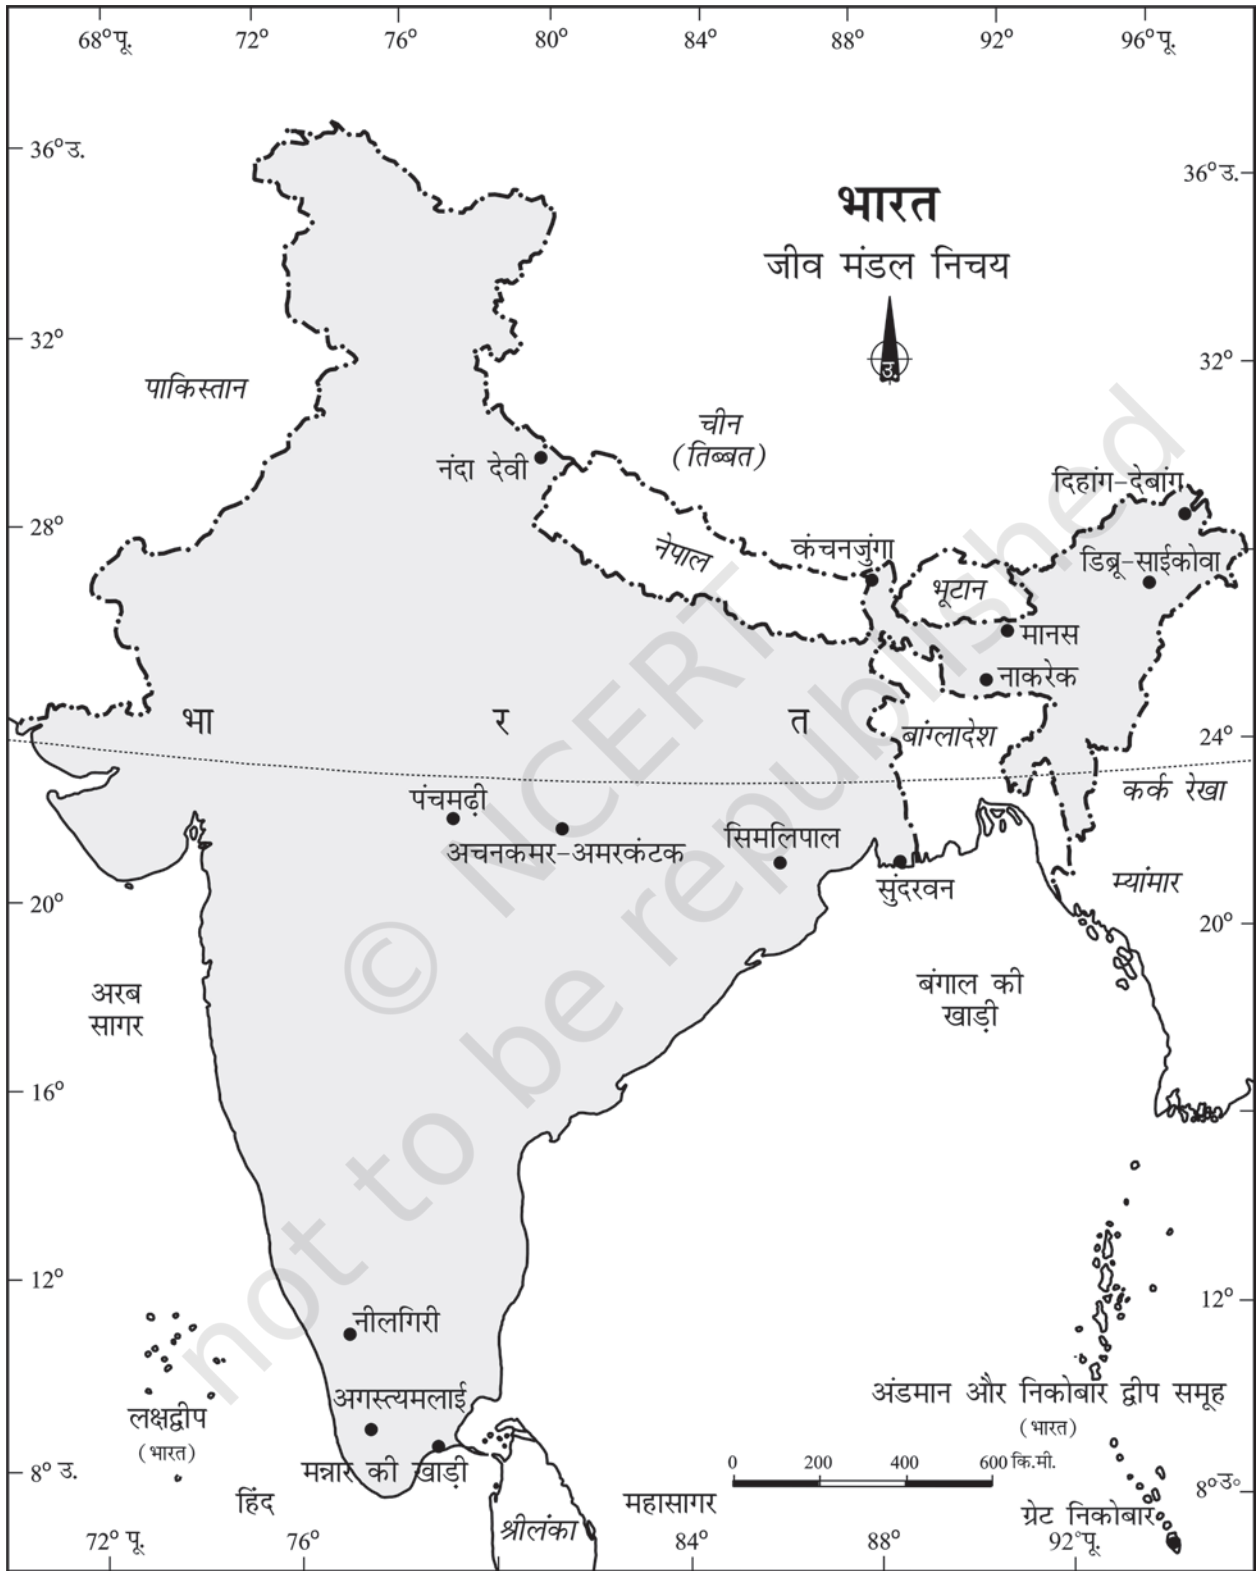 68° पू. 72° 76° 80° 84° 88° 92° 96° पू.
36° उ.
36° उ.
भारत
जीव मंडल निचय
उ.
32°
32°
पाकिस्तान
चीन
(तिब्बत)
नंदा देवी
दिहांग-देबांग
28°
नेपाल
कंचनजुंगा
डिब्रू-साईकोवा
भूटान
मानस
नाकरेक
भा र त
बांग्लादेश
24°
कर्क रेखा
पंचमढ़ी
अचनकमर-अमरकंटक
सिमलिपाल
सुंदरवन
म्यांमार
20°
20°
अरब
सागर
बंगाल की
खाड़ी
16°
12°
12°
नीलगिरी
अगस्त्यमलाई
लक्षद्वीप
(भारत)
अंडमान और निकोबार द्वीप समूह
(भारत)
मन्नार की खाड़ी
0 200 400 600 कि.मी.
8° उ.
8°उ॰
हिंद
महासागर
श्रीलंका
ग्रेट निकोबार
72° पू. 76° 84° 88° 92° पू.
© NCERT
not to be republished